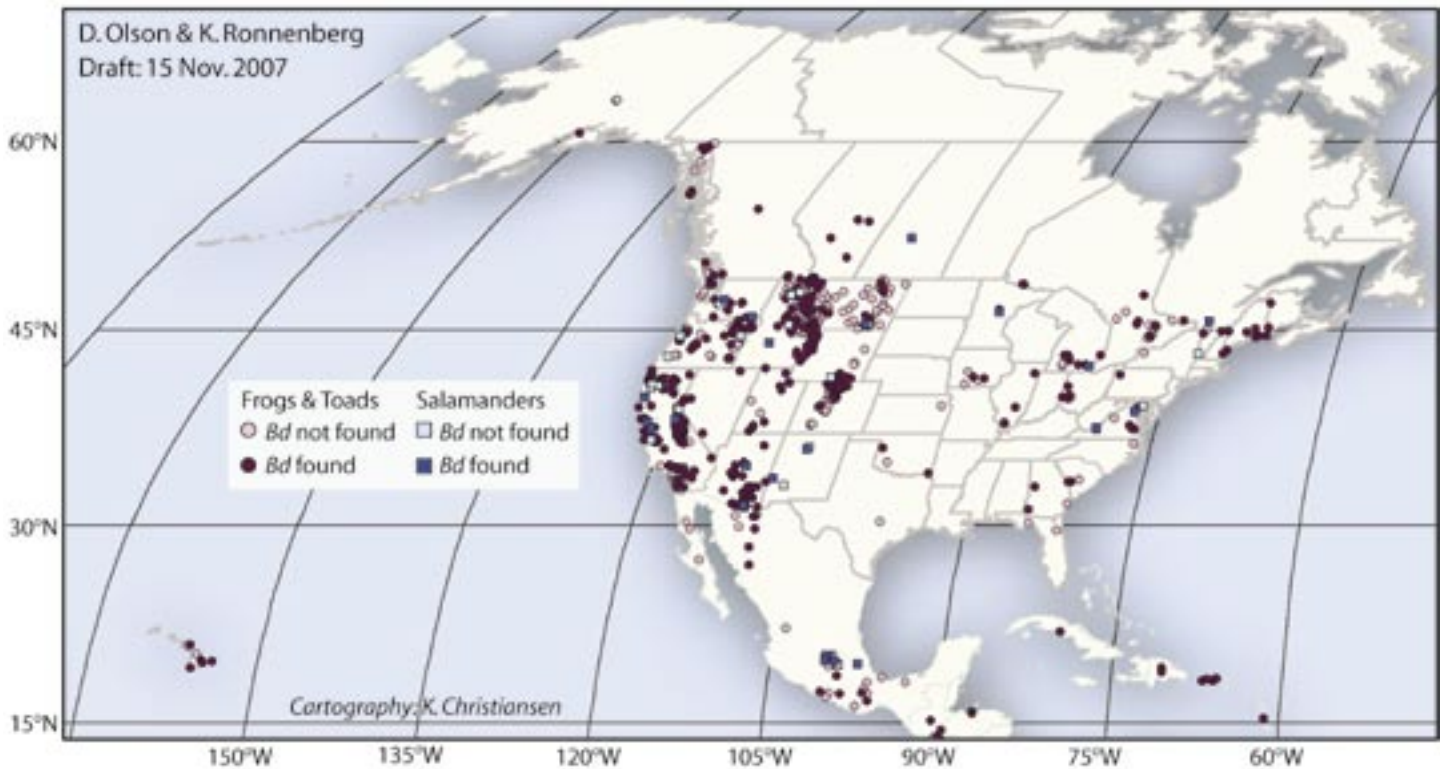 D. Olson & K. Ronnenberg
Draft: 15 Nov. 2007
60°N
45°N
30°N
15°N
Frogs & Toads
Salamanders
Bd not found
Bd not found
Bd found
Bd found
Cartography: K. Christiansen
150°W
135°W
120°W
105°W
90°W
75°W
60°W